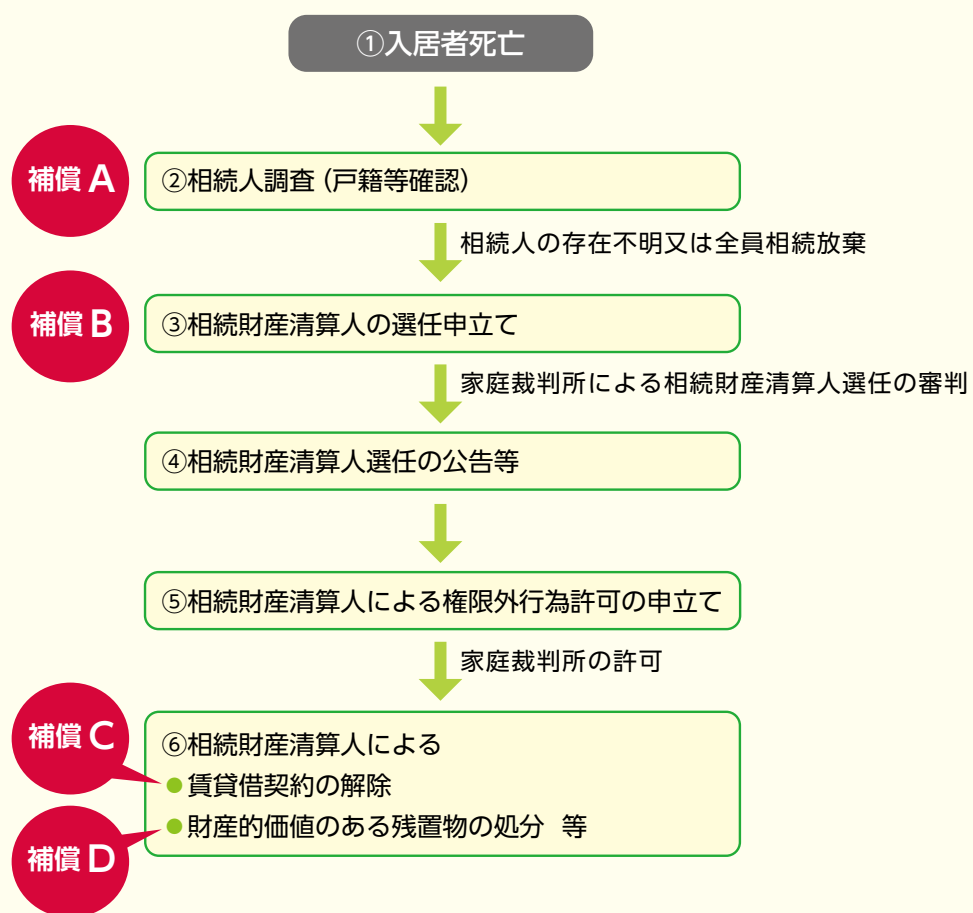 ①入居者死亡
補償 A
②相続人調査（戸籍等確認）
相続人の存在不明又は全員相続放棄
補償 B
③相続財産清算人の選任申立て
家庭裁判所による相続財産清算人選任の審判
④相続財産清算人選任の公告等
⑤相続財産清算人による権限外行為許可の申立て
家庭裁判所の許可
補償 C
⑥相続財産清算人による
●賃貸借契約の解除
●財産的価値のある残置物の処分 等
補償 D